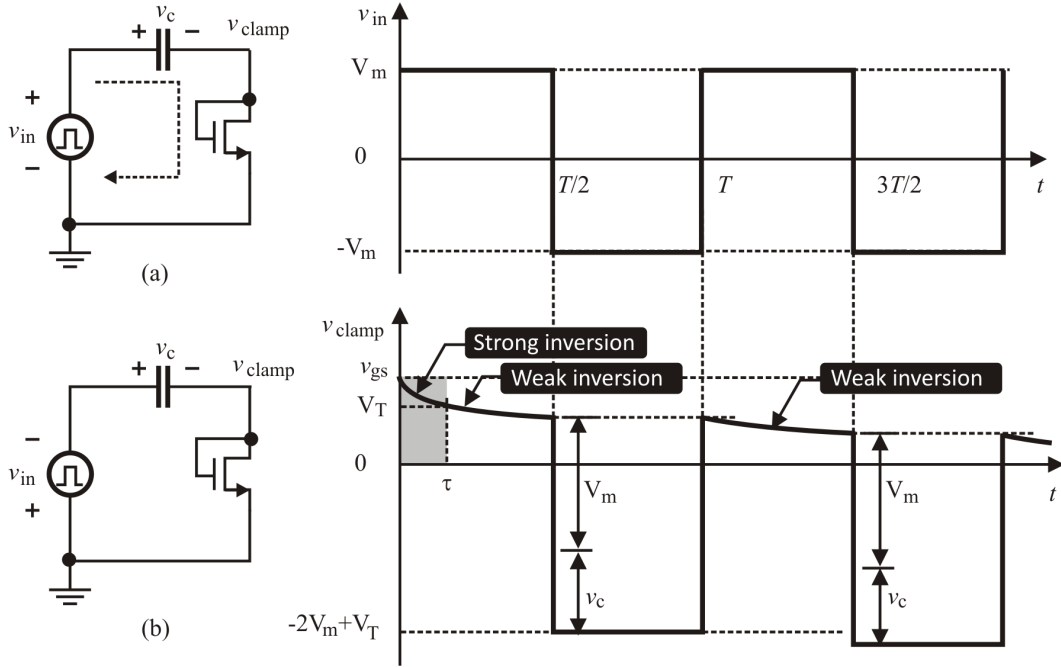 v_c
+ −
v_clamp
+
v_in
−
(a)
v_c
+ −
v_clamp
−
v_in
+
(b)
v_in
V_m
0
-V_m
T/2
T
3T/2
t
v_clamp
Strong inversion
v_gs
Weak inversion
Weak inversion
V_T
0
τ
V_m
V_m
t
v_c
v_c
-2V_m+V_T